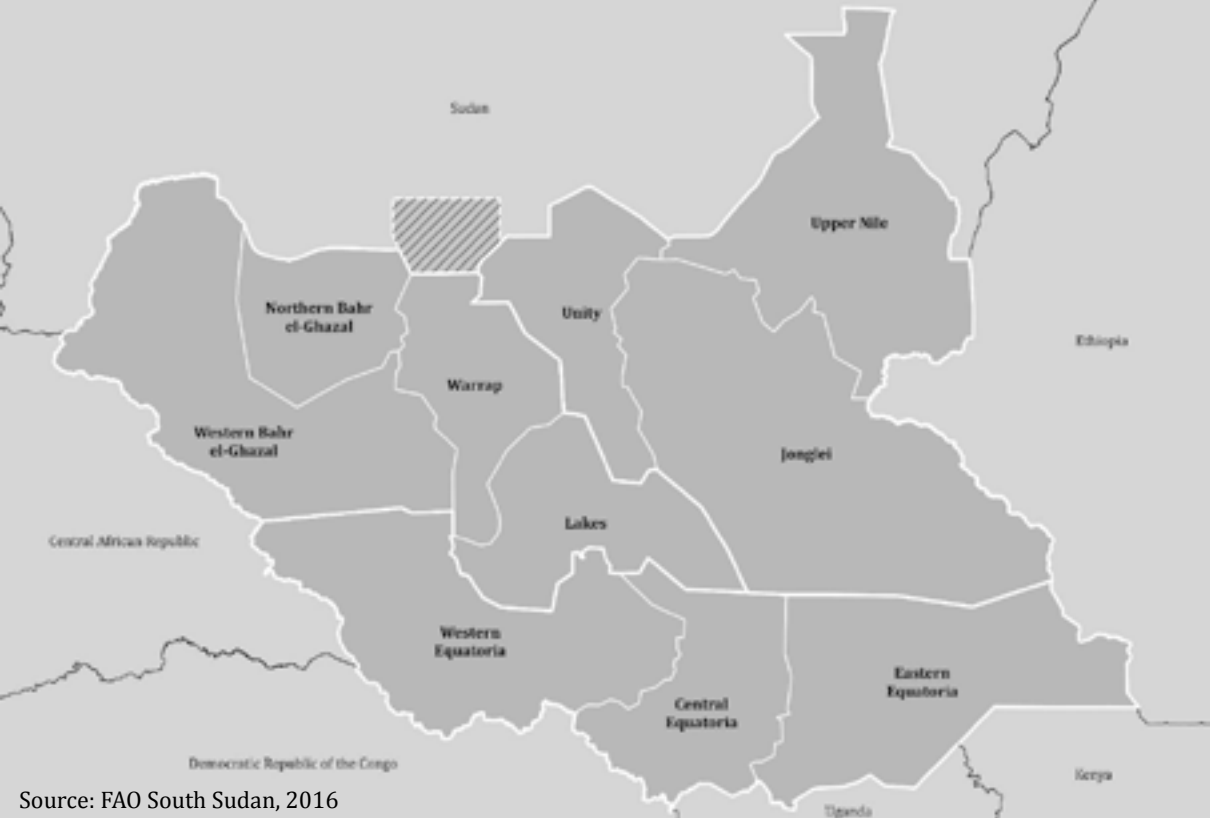 Sudan
Upper Nile
Northern Bahr
el-Ghazal
Unity
Ethiopia
Warrap
Western Bahr
el-Ghazal
Jonglei
Lakes
Central African Republic
Western
Equatoria
Eastern
Equatoria
Central
Equatoria
Democratic Republic of the Congo
Kenya
Source: FAO South Sudan, 2016
Uganda